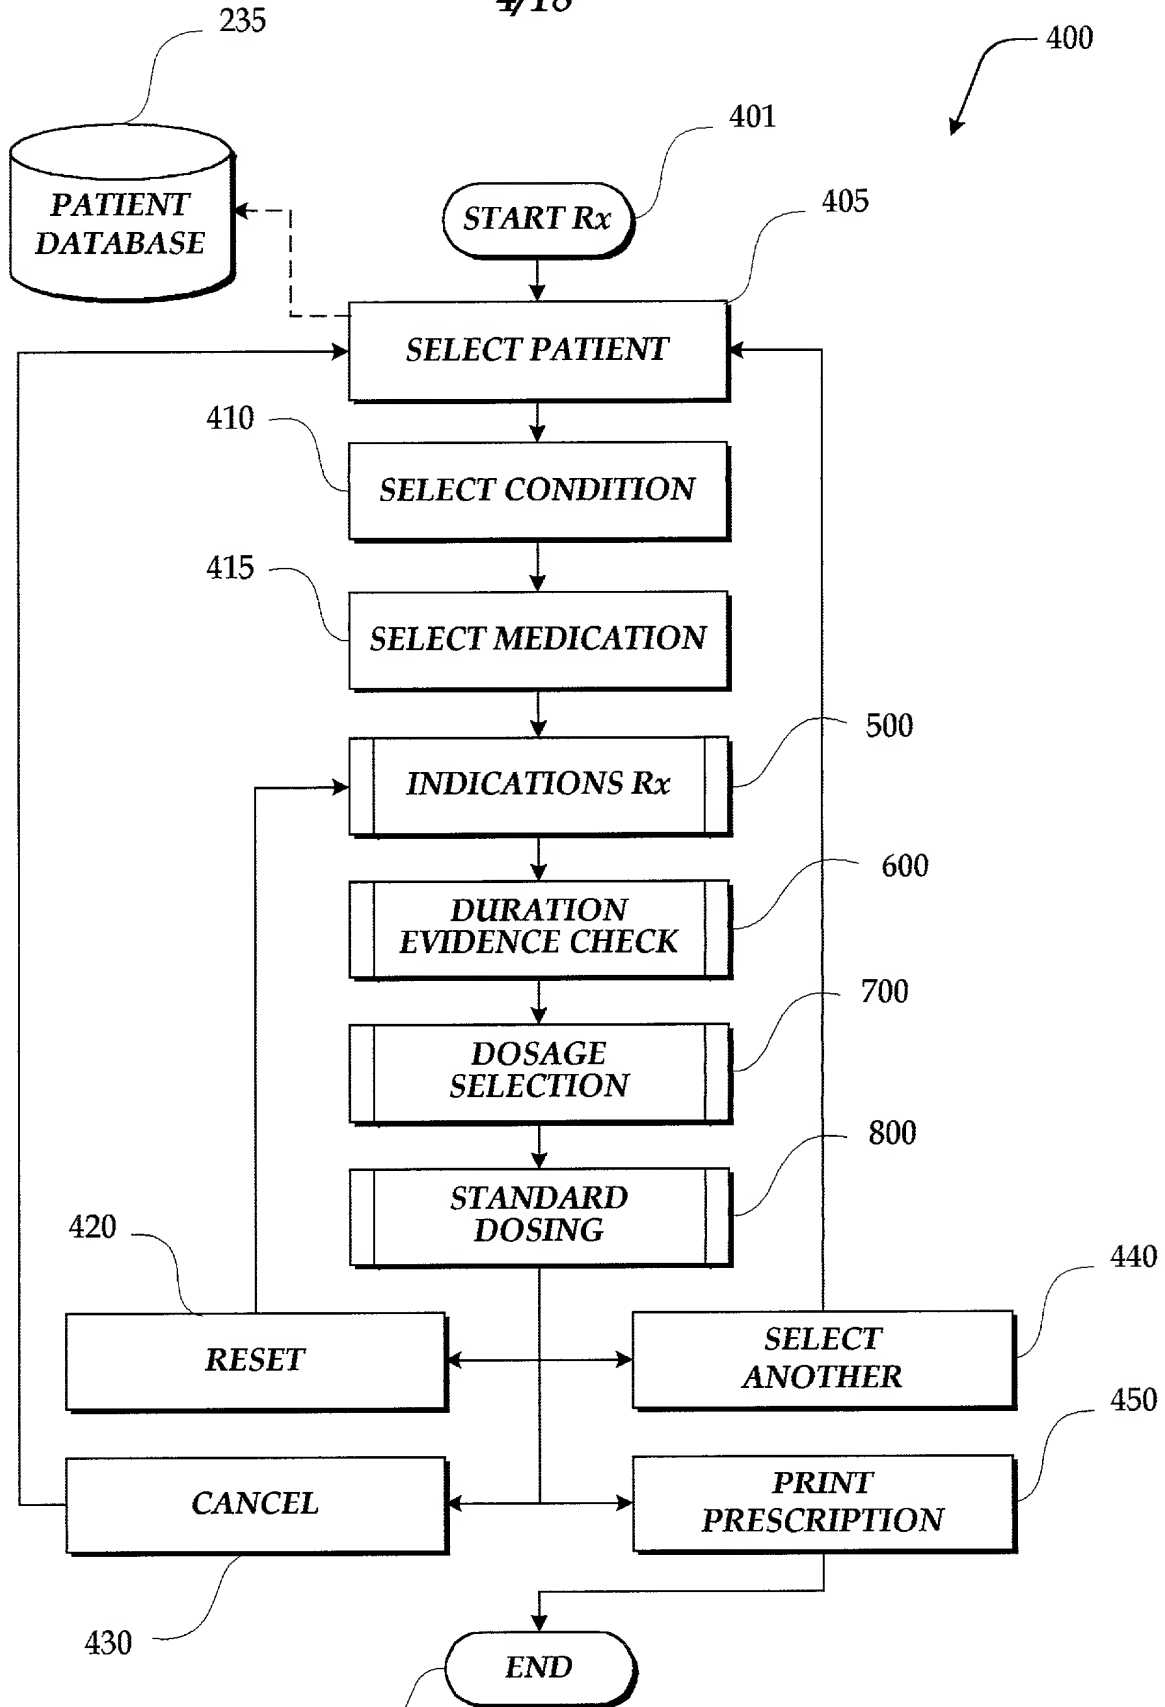 4/18
235
400
401
405
PATIENT
DATABASE
START Rx
SELECT PATIENT
410
SELECT CONDITION
415
SELECT MEDICATION
500
INDICATIONS Rx
600
DURATION
EVIDENCE CHECK
700
DOSAGE
SELECTION
800
STANDARD
DOSING
420
440
RESET
SELECT
ANOTHER
450
CANCEL
PRINT
PRESCRIPTION
430
END